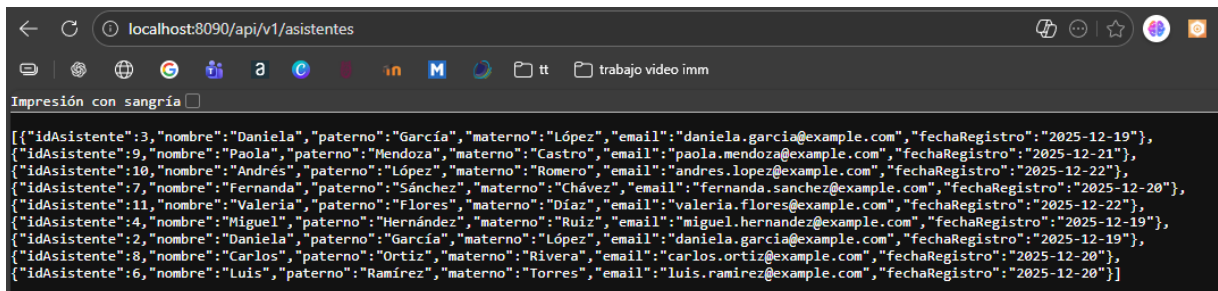 localhost:8090/api/v1/asistentes
tt trabajo video imm
Impresión con sangría
[{"idAsistente":3,"nombre":"Daniela","paterno":"García","materno":"López","email":"daniela.garcia@example.com","fechaRegistro":"2025-12-19"},
{"idAsistente":9,"nombre":"Paola","paterno":"Mendoza","materno":"Castro","email":"paola.mendoza@example.com","fechaRegistro":"2025-12-21"},
{"idAsistente":10,"nombre":"Andrés","paterno":"López","materno":"Romero","email":"andres.lopez@example.com","fechaRegistro":"2025-12-22"},
{"idAsistente":7,"nombre":"Fernanda","paterno":"Sánchez","materno":"Chávez","email":"fernanda.sanchez@example.com","fechaRegistro":"2025-12-20"},
{"idAsistente":11,"nombre":"Valeria","paterno":"Flores","materno":"Díaz","email":"valeria.flores@example.com","fechaRegistro":"2025-12-22"},
{"idAsistente":4,"nombre":"Miguel","paterno":"Hernández","materno":"Ruiz","email":"miguel.hernandez@example.com","fechaRegistro":"2025-12-19"},
{"idAsistente":2,"nombre":"Daniela","paterno":"García","materno":"López","email":"daniela.garcia@example.com","fechaRegistro":"2025-12-19"},
{"idAsistente":8,"nombre":"Carlos","paterno":"Ortiz","materno":"Rivera","email":"carlos.ortiz@example.com","fechaRegistro":"2025-12-20"},
{"idAsistente":6,"nombre":"Luis","paterno":"Ramírez","materno":"Torres","email":"luis.ramirez@example.com","fechaRegistro":"2025-12-20"}]